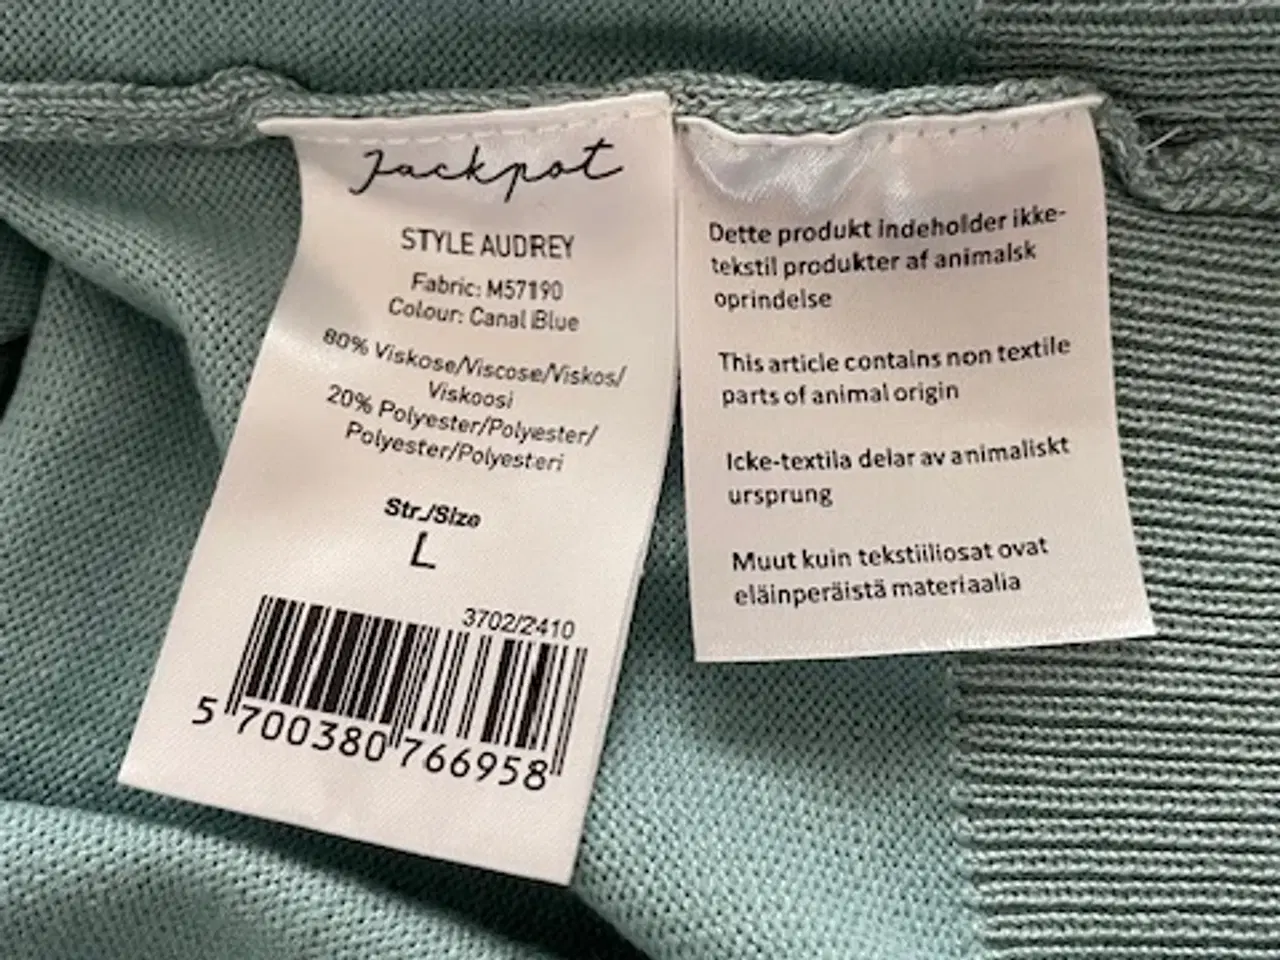 Jackpot
STYLE AUDREY
Fabric: M57190
Colour: Canal Blue
80% Viskose/Viscose/Viskos/
Viskoosi
20% Polyester/Polyester/
Polyester/Polyesteri
Str./Size
L
3702/2410
5 700380 766958
Dette produkt indeholder ikke-
tekstil produkter af animalsk
oprindelse
This article contains non textile
parts of animal origin
Icke-textila delar av animaliskt
ursprung
Muut kuin tekstiiliosat ovat
eläinperäistä materiaalia